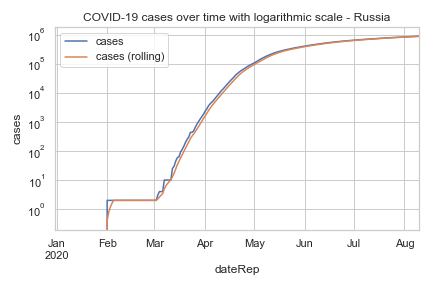 COVID-19 cases over time with logarithmic scale - Russia
cases
cases (rolling)
10⁶
10⁵
10⁴
10³
10²
10¹
10⁰
cases
Jan Feb Mar Apr May Jun Jul Aug
2020
dateRep